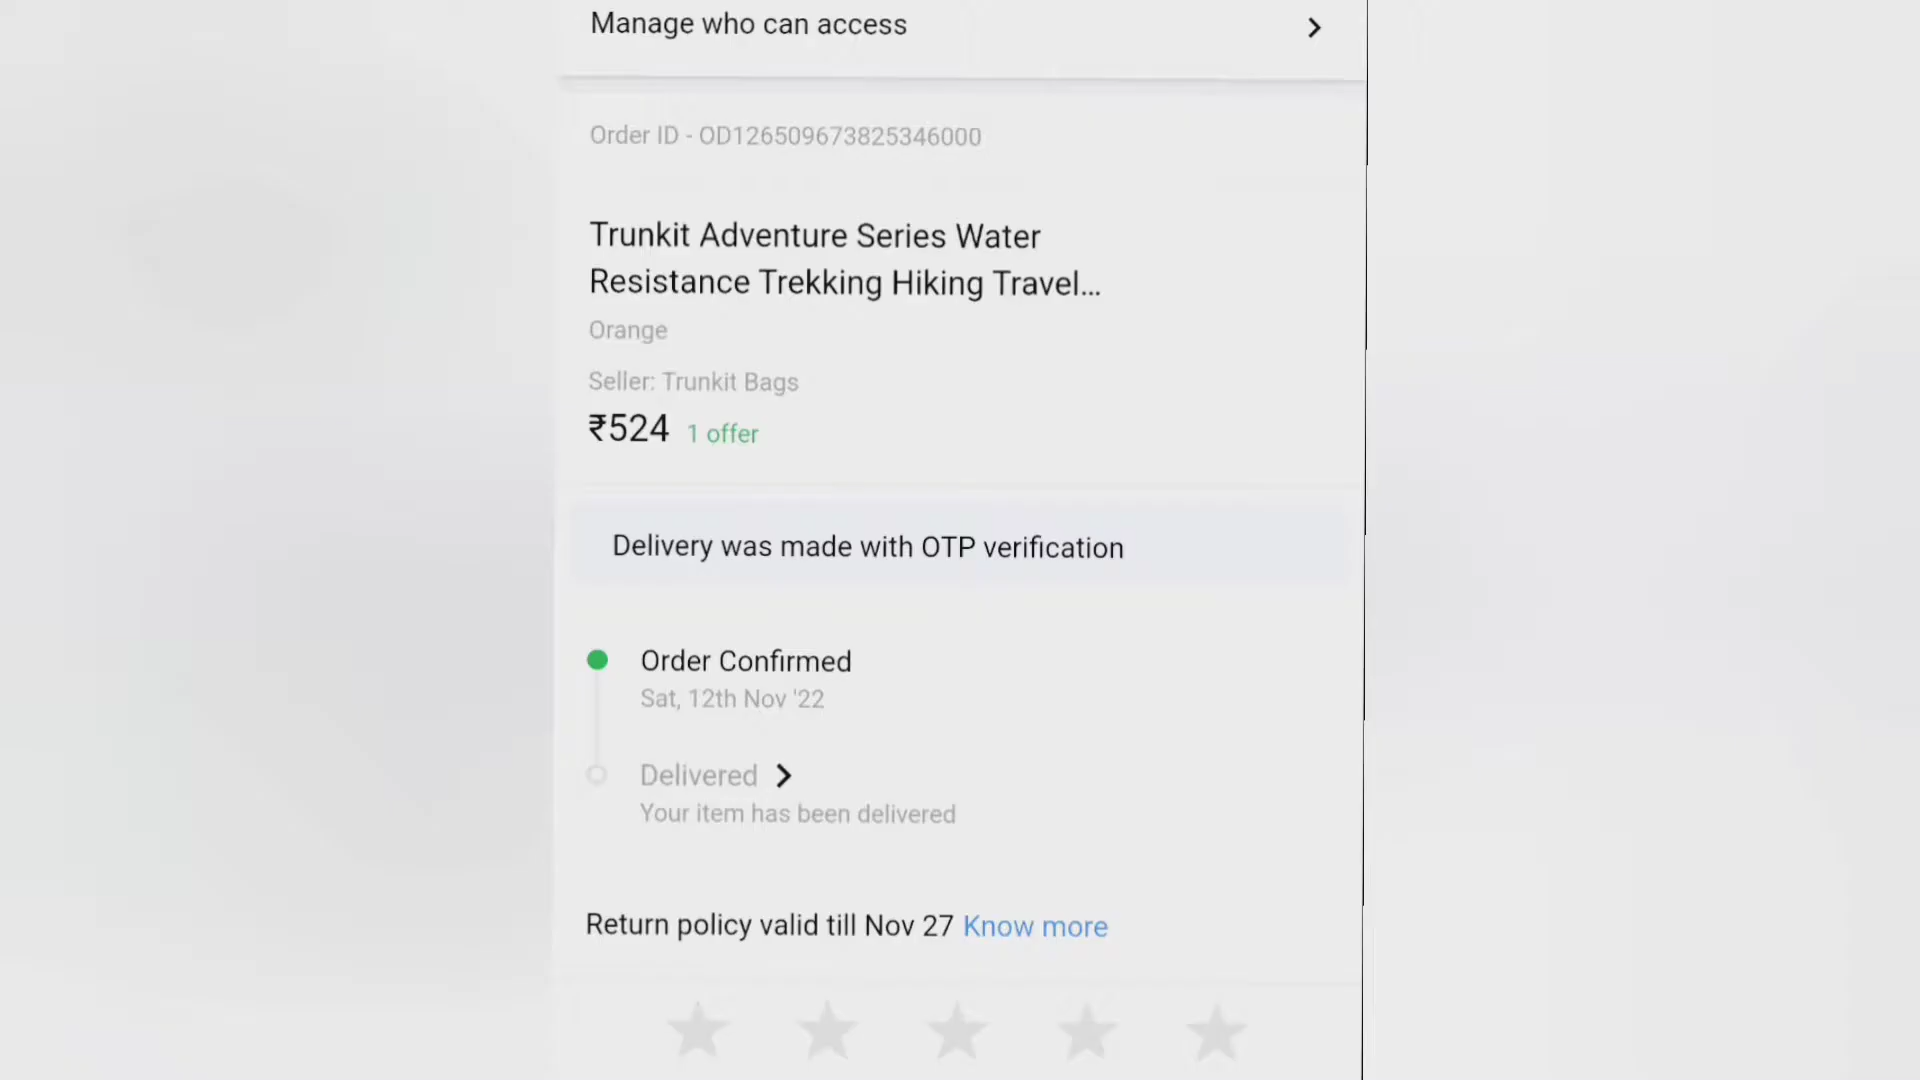 Manage who can access
Order ID - OD126509673825346000
Trunkit Adventure Series Water
Resistance Trekking Hiking Travel...
Orange
Seller: Trunkit Bags
₹524 1 offer
Delivery was made with OTP verification
Order Confirmed
Sat, 12th Nov '22
Delivered
Your item has been delivered
Return policy valid till Nov 27 Know more